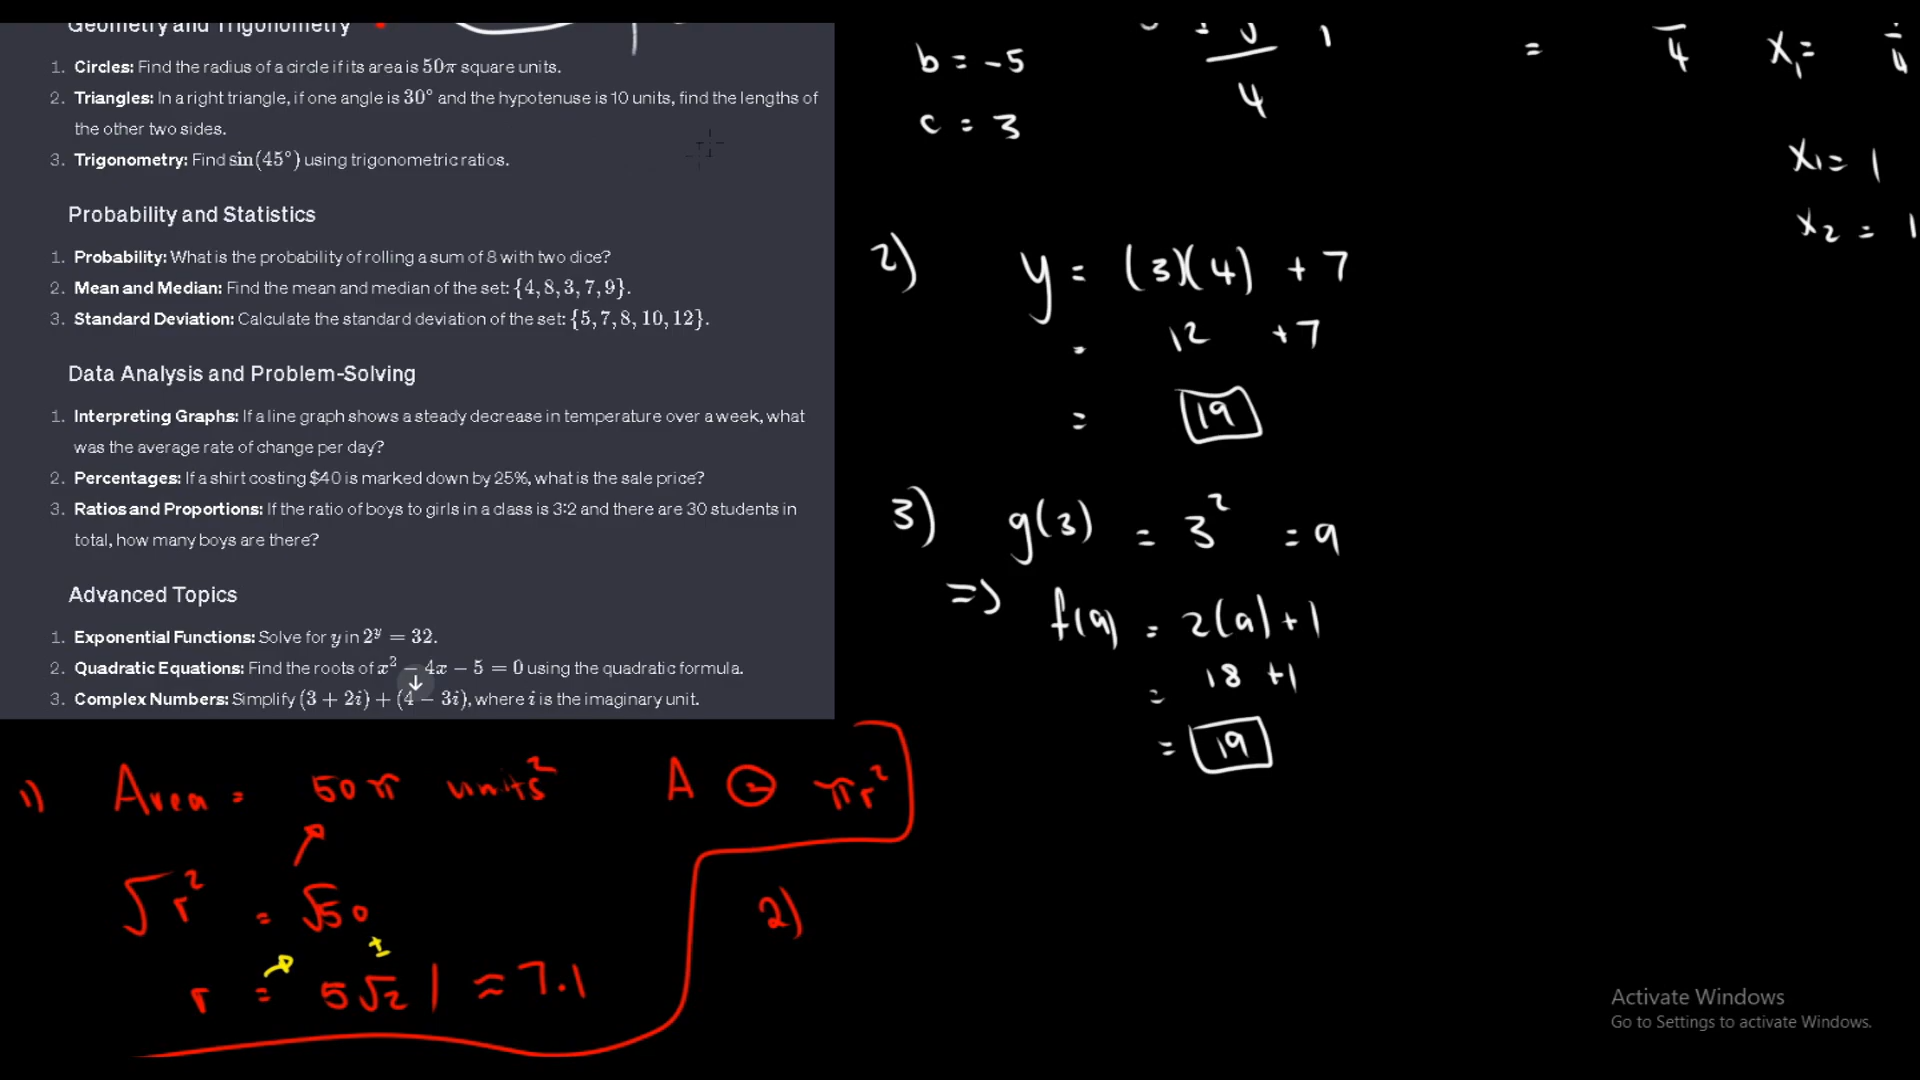 Geometry and Trigonometry
1. Circles: Find the radius of a circle if its area is 50π square units.
2. Triangles: In a right triangle, if one angle is 30° and the hypotenuse is 10 units, find the lengths of
the other two sides.
3. Trigonometry: Find sin(45°) using trigonometric ratios.
Probability and Statistics
1. Probability: What is the probability of rolling a sum of 8 with two dice?
2. Mean and Median: Find the mean and median of the set: {4, 8, 3, 7, 9}.
3. Standard Deviation: Calculate the standard deviation of the set: {5, 7, 8, 10, 12}.
Data Analysis and Problem-Solving
1. Interpreting Graphs: If a line graph shows a steady decrease in temperature over a week, what
was the average rate of change per day?
2. Percentages: If a shirt costing $40 is marked down by 25%, what is the sale price?
3. Ratios and Proportions: If the ratio of boys to girls in a class is 3:2 and there are 30 students in
total, how many boys are there?
Advanced Topics
1. Exponential Functions: Solve for y in 2^y = 32.
2. Quadratic Equations: Find the roots of x² − 4x − 5 = 0 using the quadratic formula.
3. Complex Numbers: Simplify (3 + 2i) + (4 − 3i), where i is the imaginary unit.
1) Area = 50π units² A = πr²
√r² = √50
±
r = 5√2 | ≈ 7.1
2)
b = -5
4
= 4 x₁ = 4
c = 3
x₁ = 1
x₂ = 1
2) y = (3)(4) + 7
= 12 +7
= 19
3) g(3) = 3² = 9
=> f(9) = 2(9) + 1
= 18 +1
= 19
Activate Windows
Go to Settings to activate Windows.